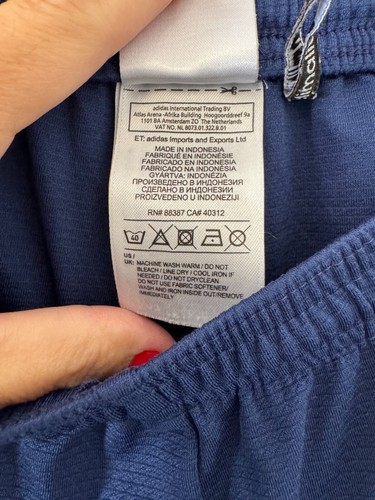 adidas International Trading BV
Atlas Arena -Afrika Building Hoogoorddreef 9a
1101 BA Amsterdam ZO The Netherlands
VAT NO. NL 8073.01.322.B.01
ET: adidas Imports and Exports Ltd
MADE IN INDONESIA
FABRIQUÉ EN INDONÉSIE
FABRICADO EN INDONESIA
FABRICADO NA INDONÉSIA
GYÁRTVA: INDONÉZIA
ПРОИЗВЕДЕНО В ИНДОНЕЗИЯ
СДЕЛАНО В ИНДОНЕЗИИ
PROIZVEDENO U INDONEZIJI
RN# 88387 CA# 40312
40
US /
UK: MACHINE WASH WARM / DO NOT
BLEACH / LINE DRY / COOL IRON IF
NEEDED / DO NOT DRYCLEAN
DO NOT USE FABRIC SOFTENER/
WASH AND IRON INSIDE OUT/REMOVE
IMMEDIATELY